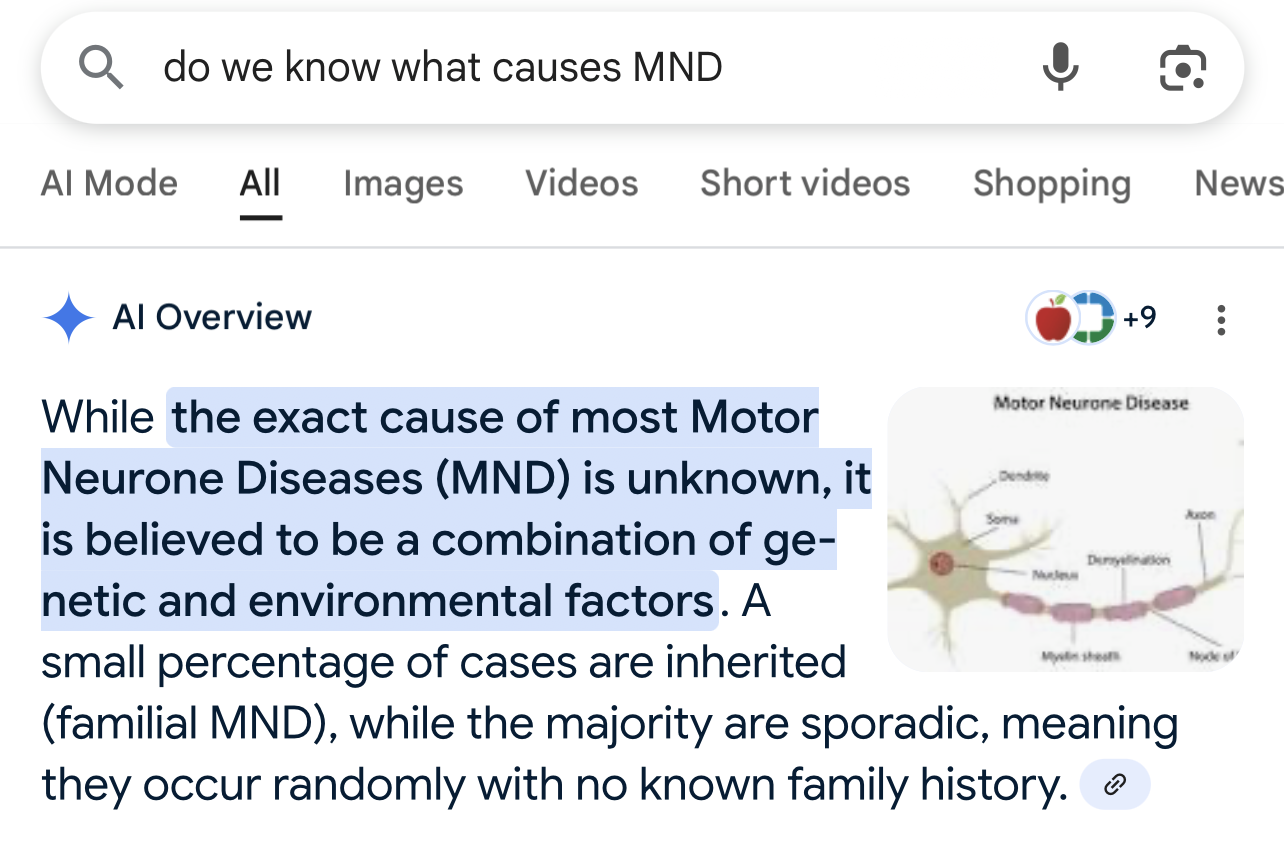 do we know what causes MND
AI Mode All Images Videos Short videos Shopping News
AI Overview
+9
While the exact cause of most Motor
Neurone Diseases (MND) is unknown, it
is believed to be a combination of ge-
netic and environmental factors. A
small percentage of cases are inherited
(familial MND), while the majority are sporadic, meaning
they occur randomly with no known family history.
Motor Neurone Disease
Dendrite
Soma
Axon
Demyelination
Nucleus
Myelin sheath
Node of